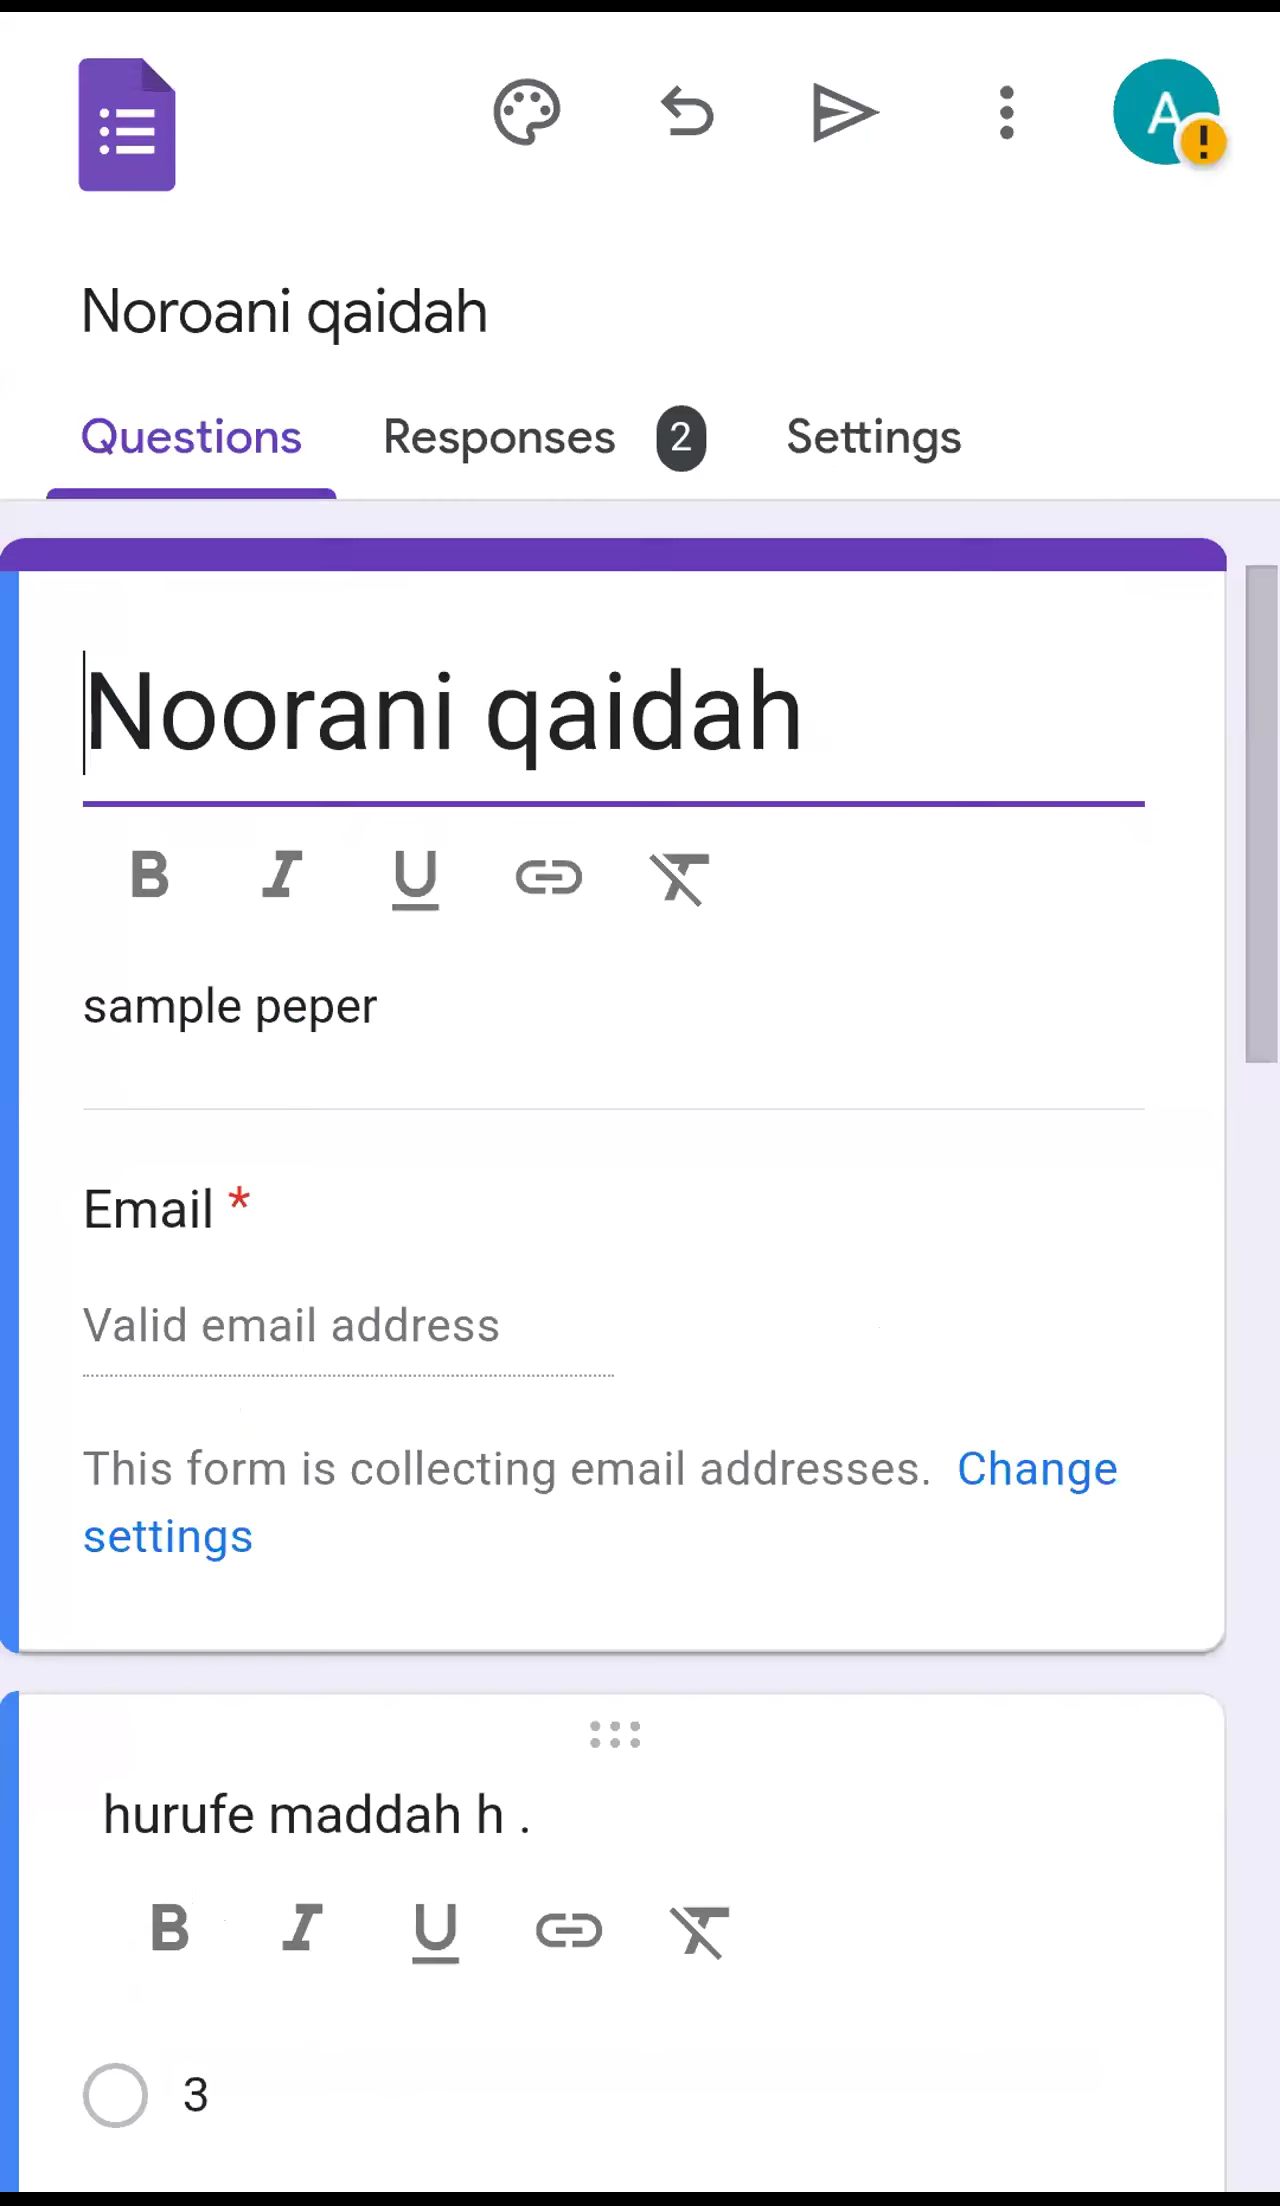 A
Noroani qaidah
Questions Responses 2 Settings
Noorani qaidah
B I U
sample peper
Email *
Valid email address
This form is collecting email addresses. Change
settings
hurufe maddah h .
B I U
3